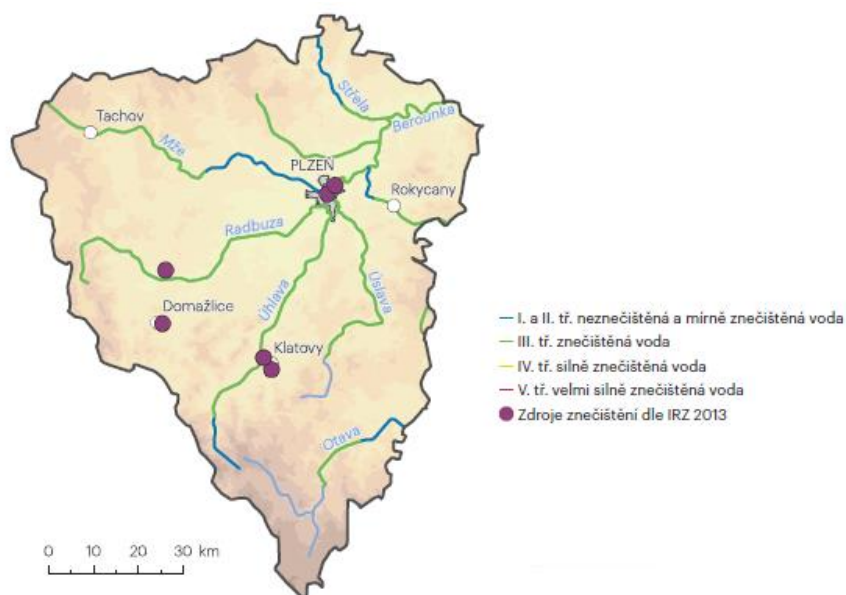 Střela
Berounka
Tachov
Mže
PLZEŇ
Rokycany
Radbuza
Úhlava
Úslava
Domažlice
Klatovy
Otava
I. a II. tř. neznečištěná a mírně znečištěná voda
III. tř. znečištěná voda
IV. tř. silně znečištěná voda
V. tř. velmi silně znečištěná voda
Zdroje znečištění dle IRZ 2013
0 10 20 30 km